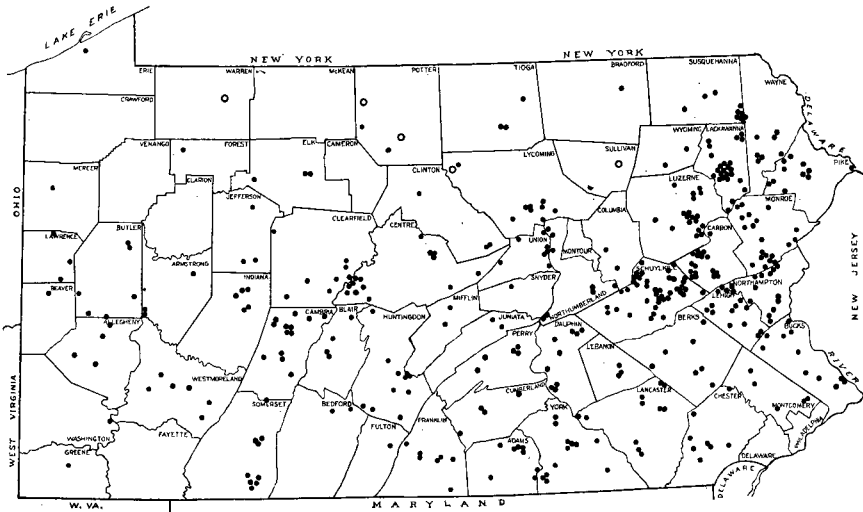 LAKE ERIE
NEW YORK
NEW YORK
ERIE
WARREN
McKEAN
POTTER
TIOGA
BRADFORD
SUSQUEHANNA
WAYNE
CRAWFORD
DELAWARE
WYOMING
LACKAWANNA
VENANGO
FOREST
ELK
CAMERON
SULLIVAN
PIKE
MERCER
CLINTON
LYCOMING
LUZERNE
OHIO
CLARION
JEFFERSON
MONROE
CLEARFIELD
CENTRE
COLUMBIA
LAWRENCE
BUTLER
UNION
MONTOUR
CARBON
ARMSTRONG
SCHUYLKILL
BEAVER
INDIANA
SNYDER
NORTHAMPTON
NEW JERSEY
MIFFLIN
NORTHUMBERLAND
LEHIGH
ALLEGHENY
CAMBRIA
BLAIR
HUNTINGDON
JUNIATA
BERKS
PERRY
DAUPHIN
BUCKS
LEBANON
RIVER
WESTMORELAND
CUMBERLAND
LANCASTER
CHESTER
WEST VIRGINIA
SOMERSET
BEDFORD
YORK
MONTGOMERY
FRANKLIN
FULTON
PHILADELPHIA
WASHINGTON
FAYETTE
ADAMS
GREENE
DELAWARE
DELAWARE
W. VA.
MARYLAND